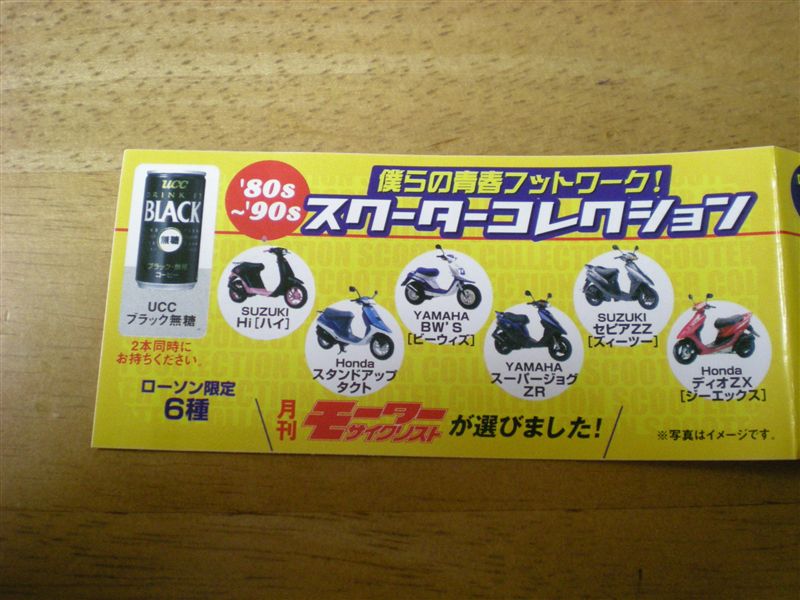 '80s
～'90s
僕らの青春フットワーク!
スクーターコレクション
UCC
DRINK IT
BLACK
無糖
ブラック・無糖
コーヒー
UCC
ブラック無糖
2本同時に
お持ちください。
ローソン限定
6種
SUZUKI
Hi[ハイ]
Honda
スタンドアップ
タクト
YAMAHA
BW'S
[ビーウィズ]
YAMAHA
スーパージョグ
ZR
SUZUKI
セピアZZ
[ズィーツー]
Honda
ディオZX
[ジーエックス]
月刊
モーター
サイクリスト
が選びました!
※写真はイメージです。